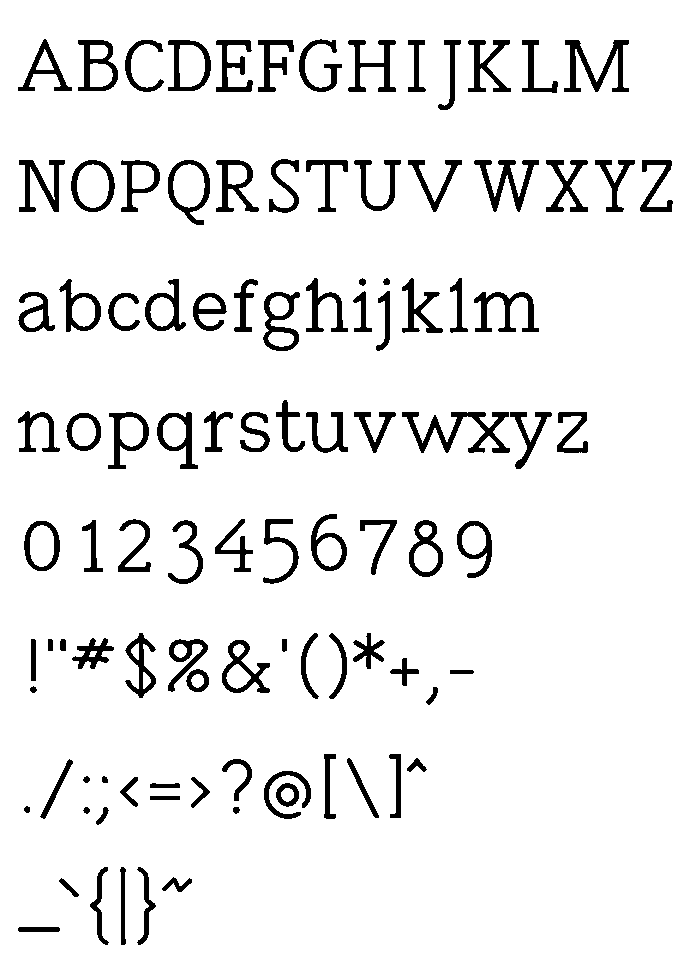 ABCDEFGHIJKLM
NOPQRSTUVWXYZ
abcdefghijklm
nopqrstuvwxyz
0123456789
!"#$%&'()*+,-
./:;<=>?@[\]^
_`{|}~